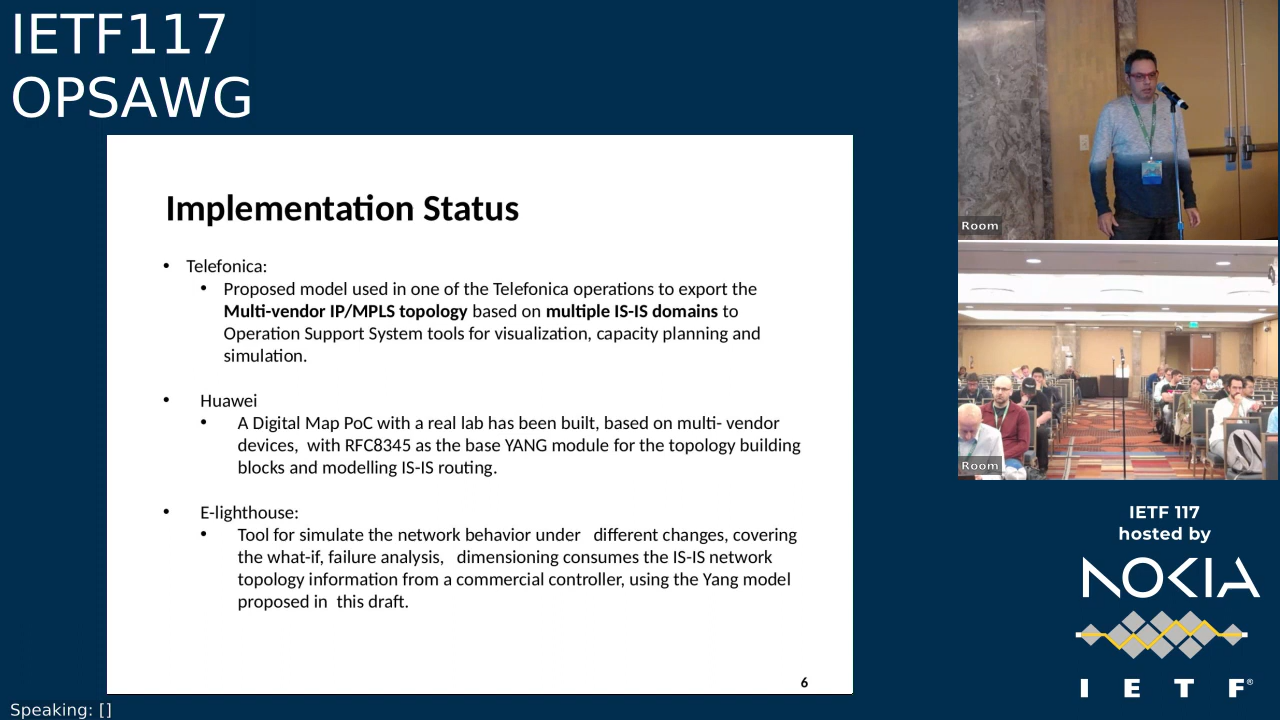 IETF117
OPSAWG
Implementation Status
• Telefonica:
• Proposed model used in one of the Telefonica operations to export the
Multi-vendor IP/MPLS topology based on multiple IS-IS domains to
Operation Support System tools for visualization, capacity planning and
simulation.
• Huawei
• A Digital Map PoC with a real lab has been built, based on multi- vendor
devices, with RFC8345 as the base YANG module for the topology building
blocks and modelling IS-IS routing.
• E-lighthouse:
• Tool for simulate the network behavior under different changes, covering
the what-if, failure analysis, dimensioning consumes the IS-IS network
topology information from a commercial controller, using the Yang model
proposed in this draft.
6
Speaking: []
Room
Room
IETF 117
hosted by
NOKIA
I E T F®